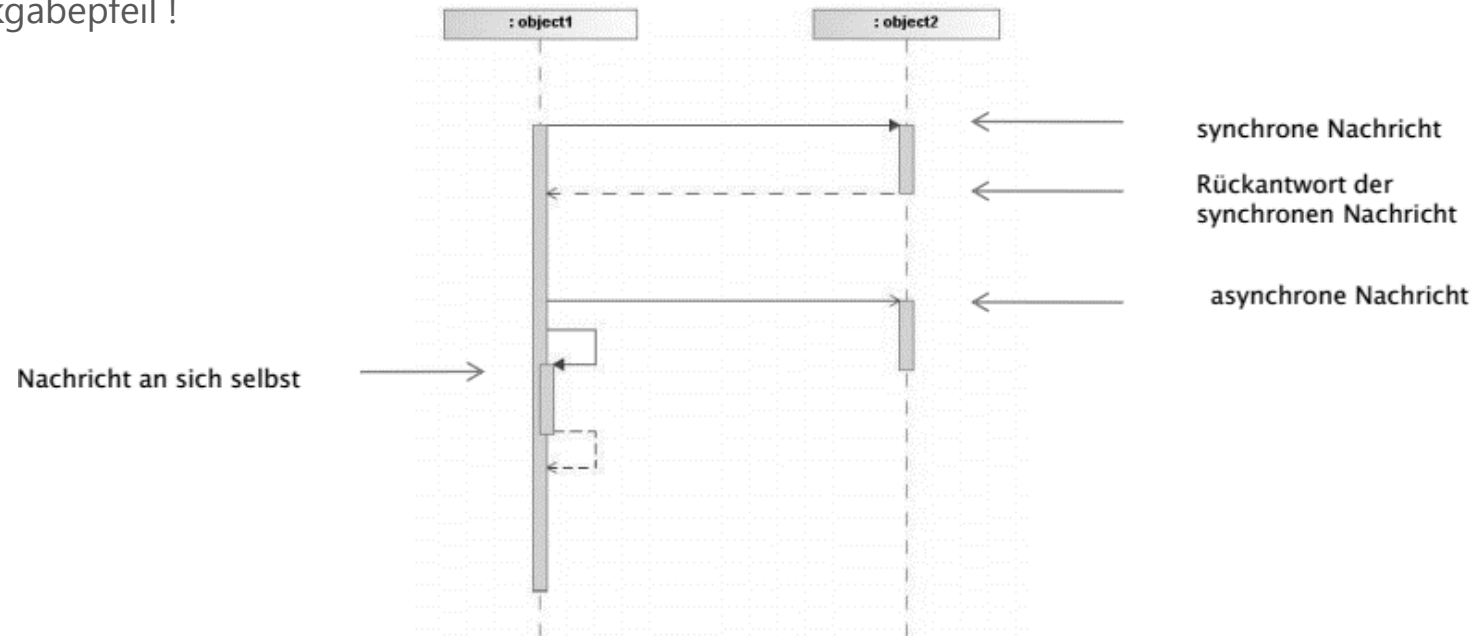 kgabepfeil !
: object1
: object2
synchrone Nachricht
Rückantwort der
synchronen Nachricht
asynchrone Nachricht
Nachricht an sich selbst